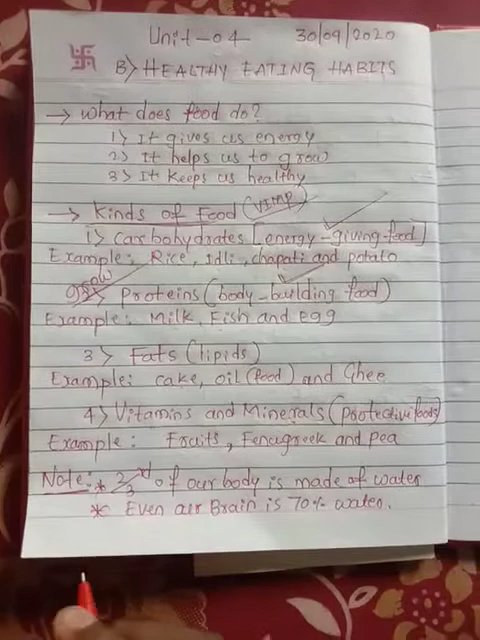 Unit-04 30/09/2020
B> HEALTHY EATING HABITS
→ What does food do?
1> It gives us energy
2> It helps us to grow
3> It keeps us healthy
→ Kinds of Food (VIMP)
1> Carbohydrates [energy-giving-food]
Example: Rice, Idli, chapati and potato
Proteins (body-building food)
Example: Milk, Fish and egg
3> Fats (lipids)
Example: cake, oil (food) and Ghee
4> Vitamins and Minerals (protective foods)
Example: Fruits, Fenugreek and pea
Note: * 2/3rd of our body is made of water
* Even our Brain is 70% water.